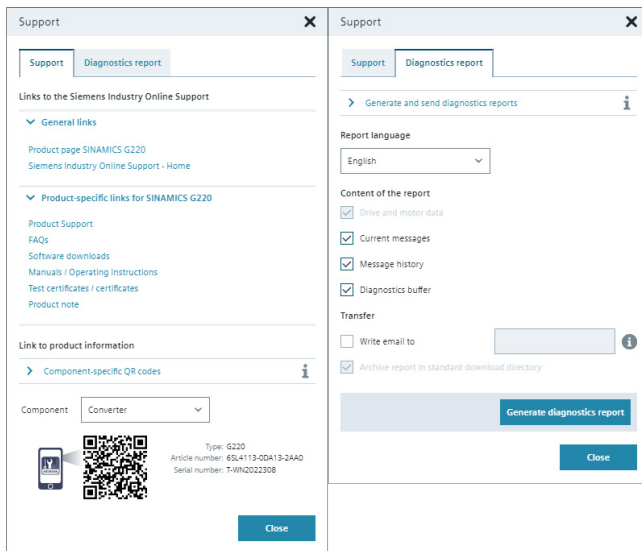 Support
Support
Diagnostics report
Links to the Siemens Industry Online Support
General links
Product page SINAMICS G220
Siemens Industry Online Support - Home
Product-specific links for SINAMICS G220
Product Support
FAQs
Software downloads
Manuals / Operating Instructions
Test certificates / certificates
Product note
Link to product information
Component-specific QR codes
Component
Converter
Type: G220
Article number: 6SL4113-0DA13-2AA0
Serial number: T-WN2022308
Close
Support
Support
Diagnostics report
Generate and send diagnostics reports
Report language
English
Content of the report
Drive and motor data
Current messages
Message history
Diagnostics buffer
Transfer
Write email to
Archive report in standard download directory
Generate diagnostics report
Close